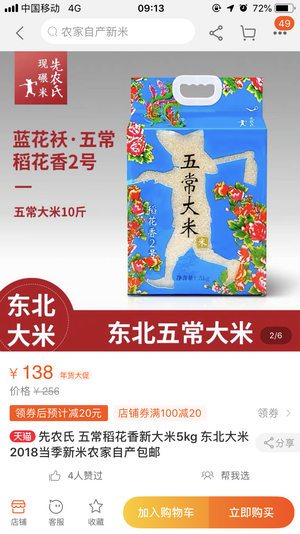 中国移动 4G 09:13 72%
农家自产新米
49
先农氏
现碾米
蓝花袄·五常
稻花香2号
五常大米10斤
五常大米
稻花香2号
东北
大米
东北五常大米
2/6
¥138 年货大促
价格 ¥256
领券后预计减20元 店铺券满100减20 领券
天猫 先农氏 五常稻花香新大米5kg 东北大米
2018当季新米农家自产包邮
分享
4人赞过 帮我选
店铺 客服 收藏 加入购物车 立即购买